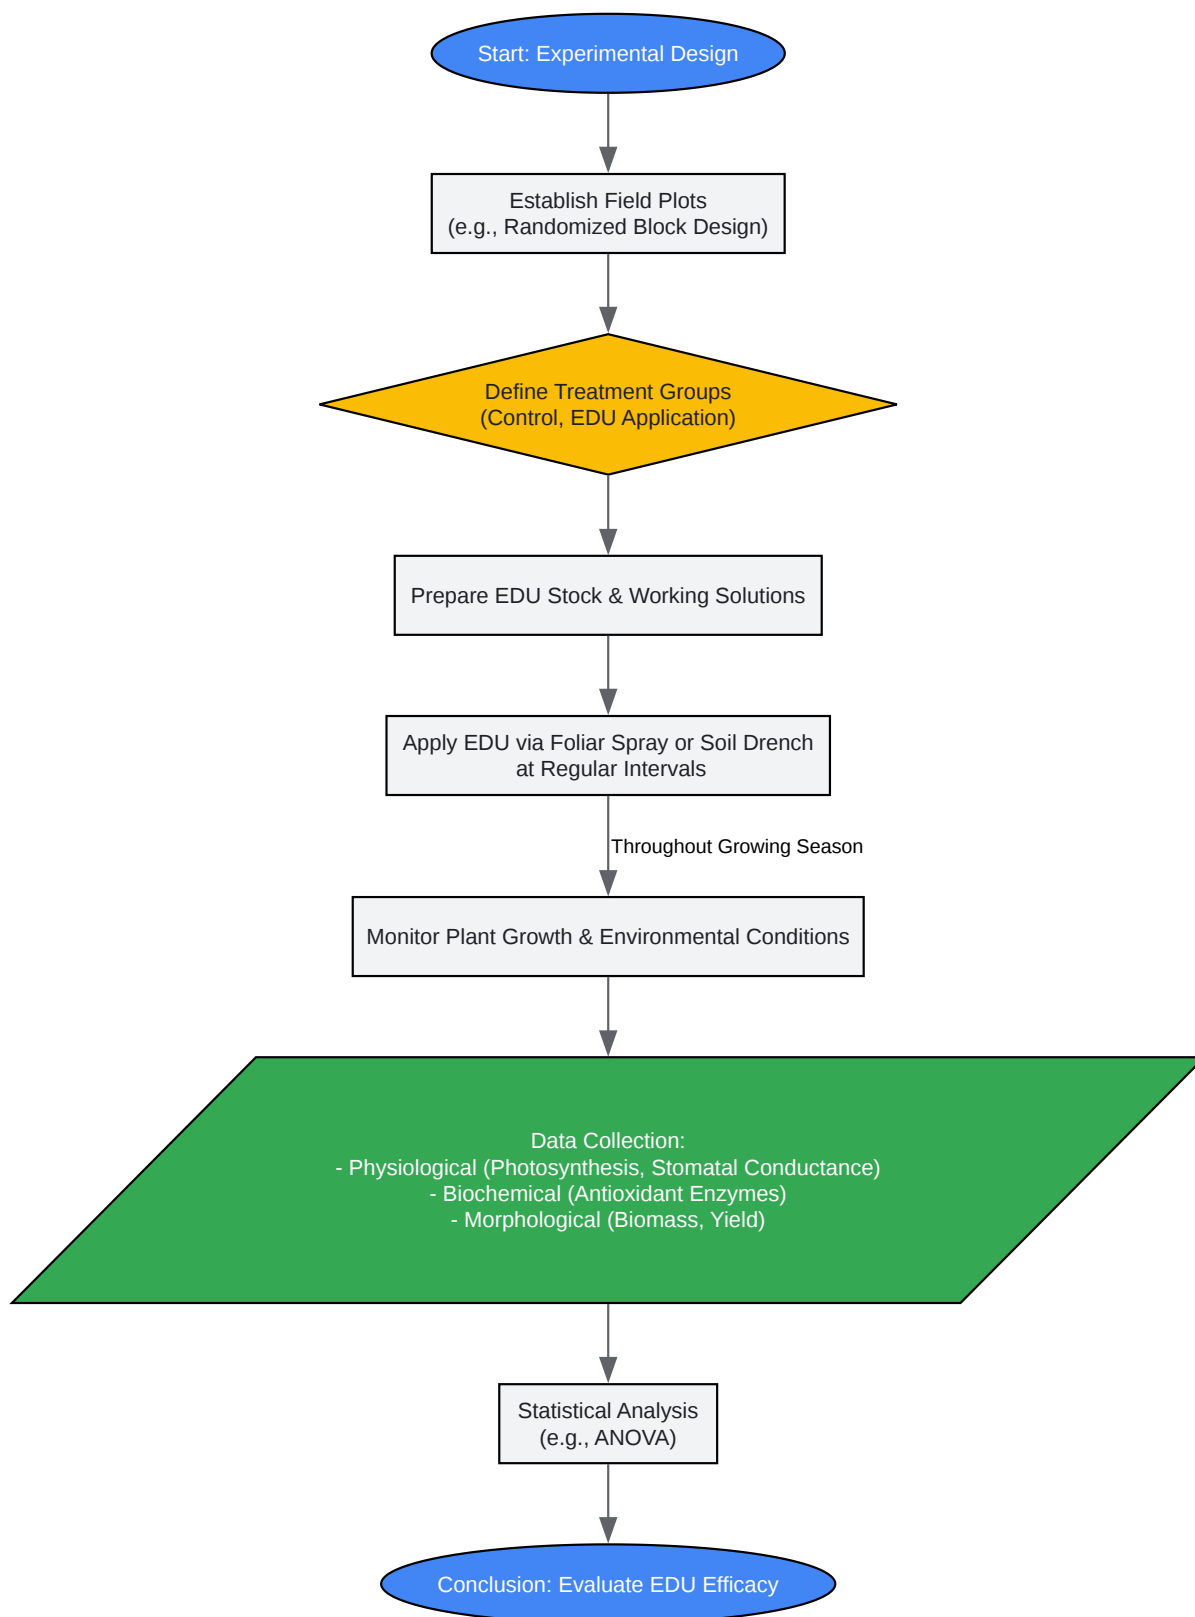 Start: Experimental Design
Establish Field Plots
(e.g., Randomized Block Design)
Define Treatment Groups
(Control, EDU Application)
Prepare EDU Stock & Working Solutions
Apply EDU via Foliar Spray or Soil Drench
at Regular Intervals
Throughout Growing Season
Monitor Plant Growth & Environmental Conditions
Data Collection:
- Physiological (Photosynthesis, Stomatal Conductance)
- Biochemical (Antioxidant Enzymes)
- Morphological (Biomass, Yield)
Statistical Analysis
(e.g., ANOVA)
Conclusion: Evaluate EDU Efficacy